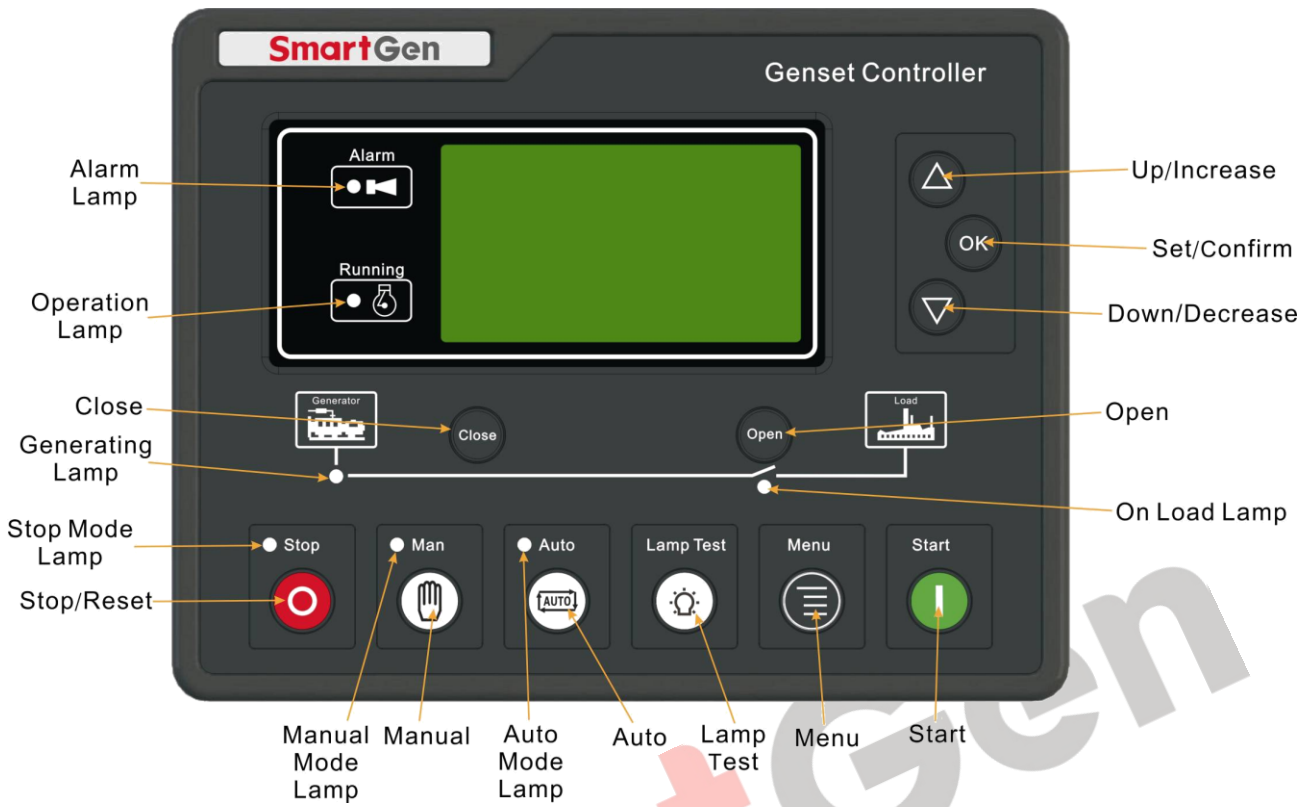 SmartGen
Genset Controller
Alarm
Alarm
Lamp
Up/Increase
OK
Set/Confirm
Running
Operation
Lamp
Down/Decrease
Close
Generator
Close
Open
Load
Open
Generating
Lamp
On Load Lamp
Stop Mode
Lamp
Stop
Man
Auto
Lamp Test
Menu
Start
Stop/Reset
AUTO
Manual
Mode
Lamp
Manual
Auto
Mode
Lamp
Auto
Lamp
Test
Menu
Start
tGen